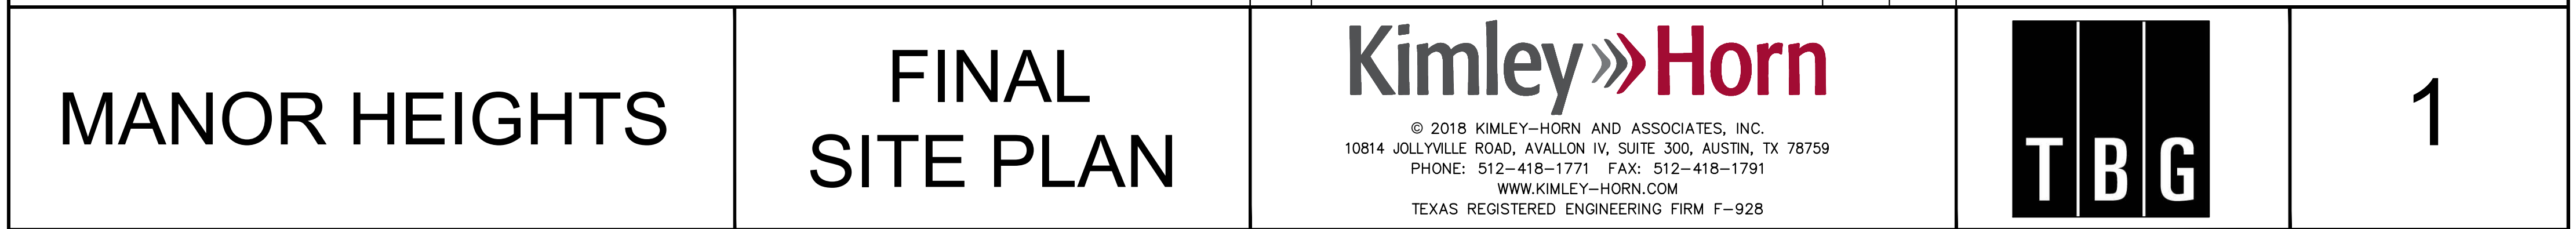 MANOR HEIGHTS
FINAL
SITE PLAN
Kimley»Horn
© 2018 KIMLEY-HORN AND ASSOCIATES, INC.
10814 JOLLYVILLE ROAD, AVALLON IV, SUITE 300, AUSTIN, TX 78759
PHONE: 512-418-1771 FAX: 512-418-1791
WWW.KIMLEY-HORN.COM
TEXAS REGISTERED ENGINEERING FIRM F-928
TBG
1